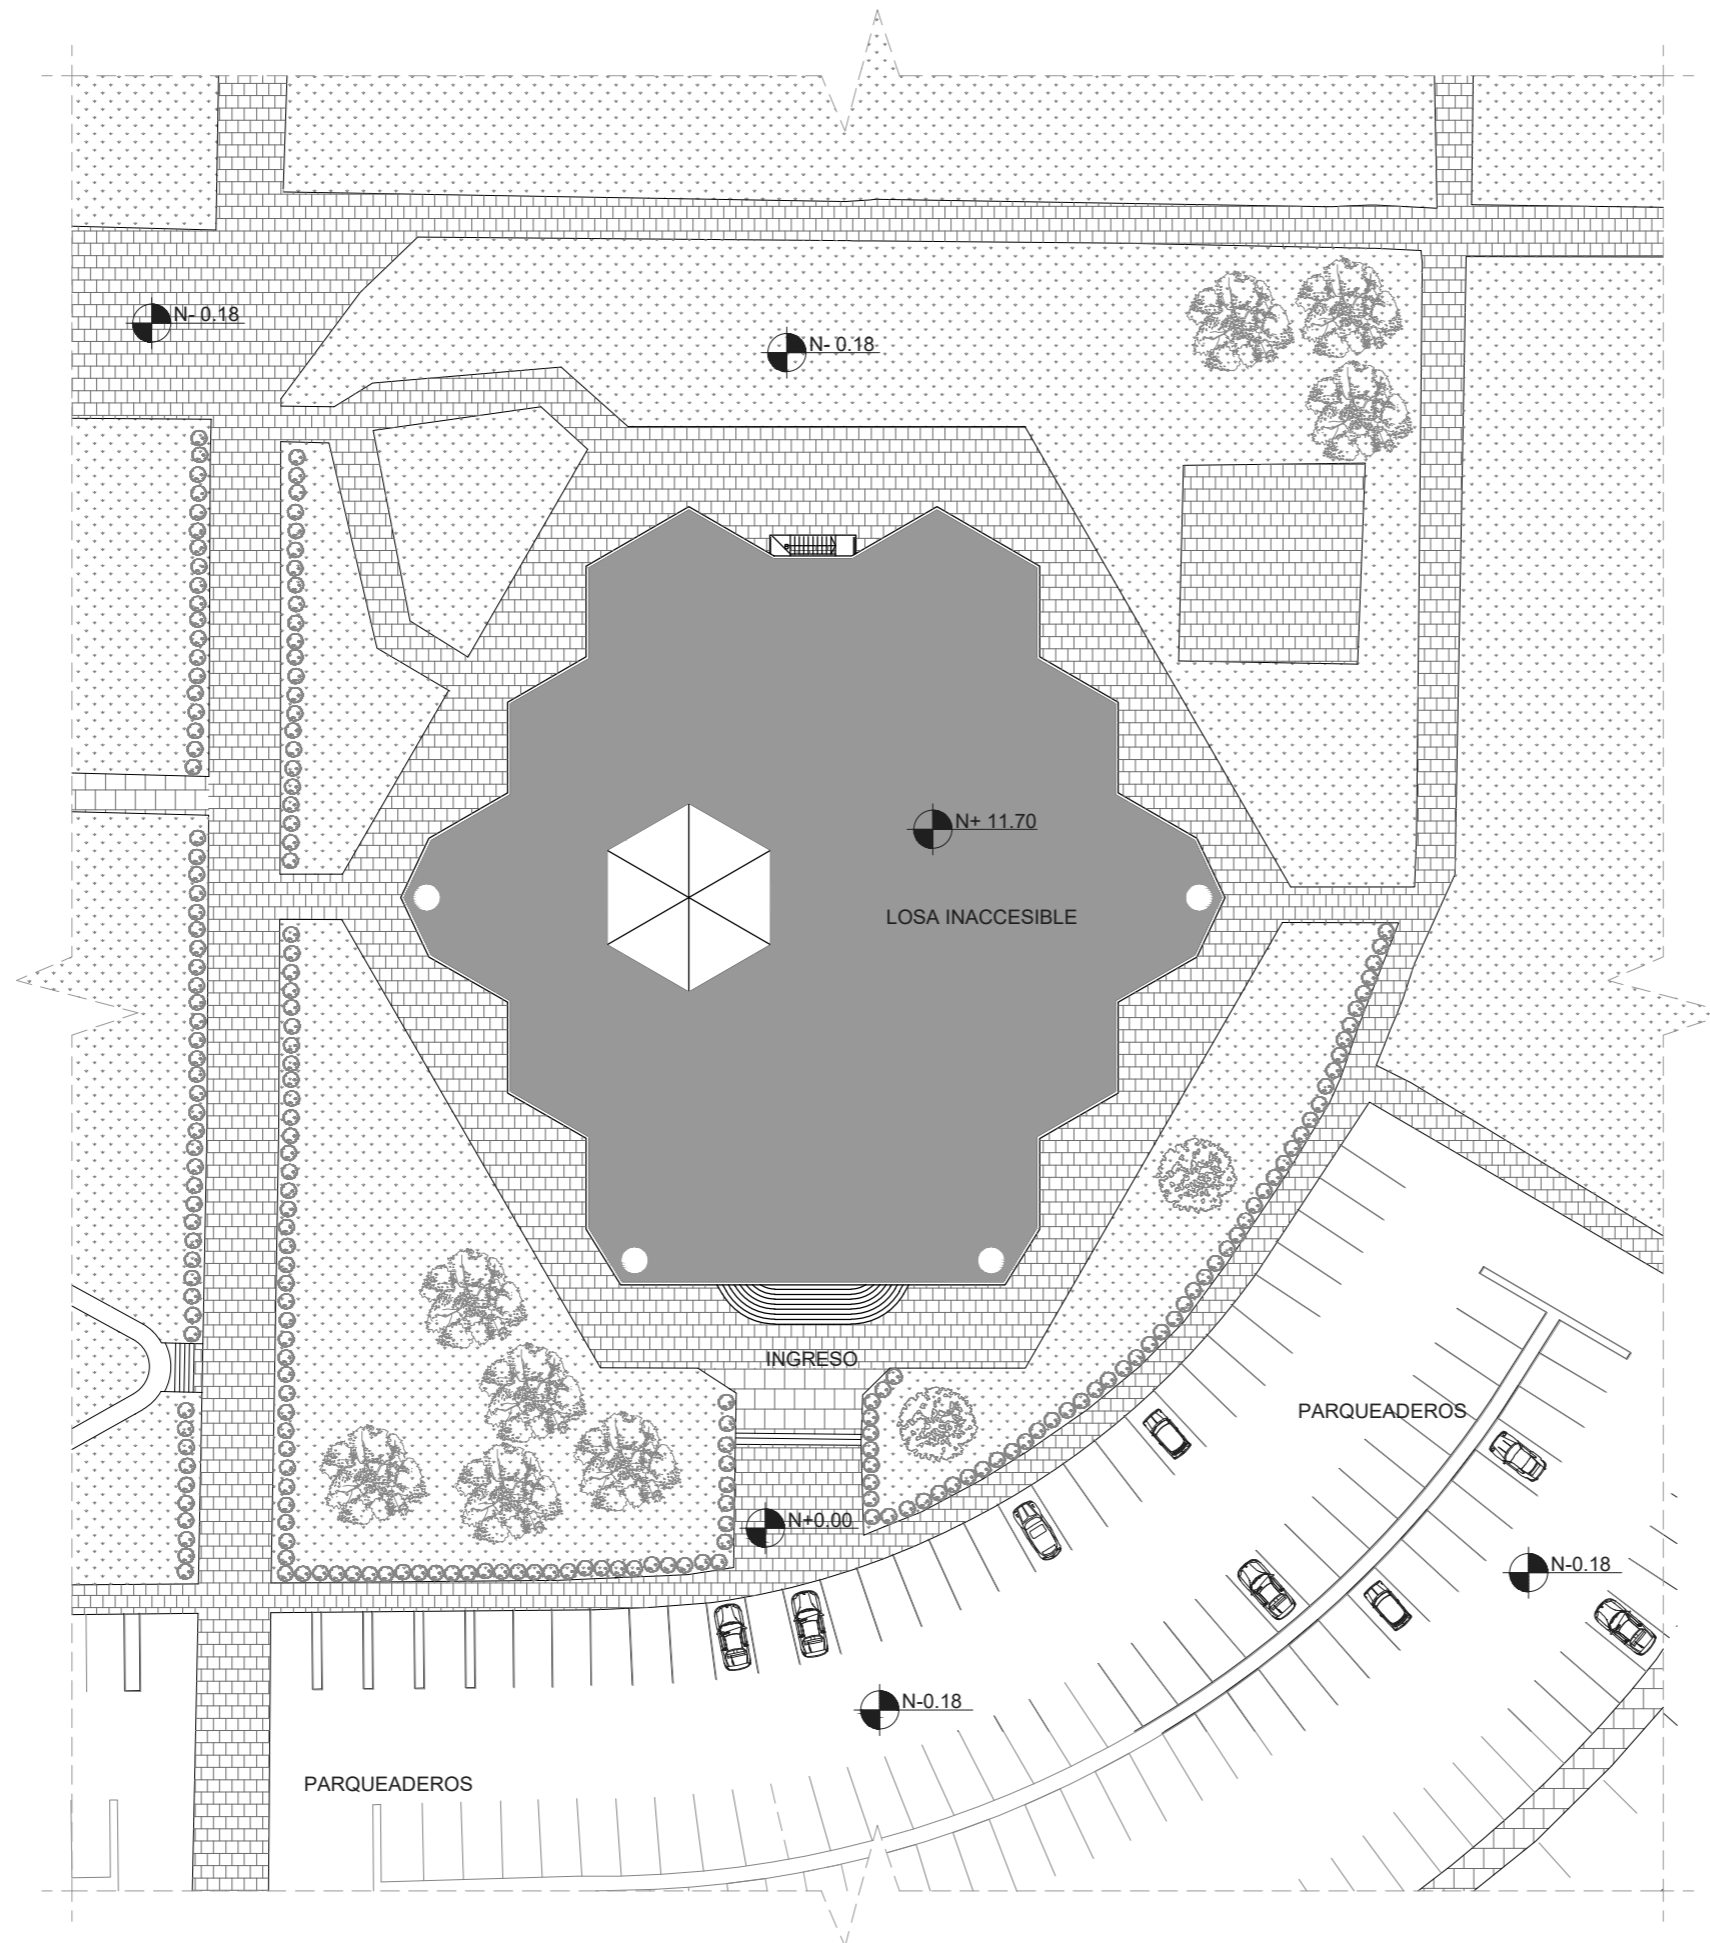 N- 0.18
N- 0.18
N+ 11.70
LOSA INACCESIBLE
INGRESO
PARQUEADEROS
N+0.00
N-0.18
N-0.18
PARQUEADEROS